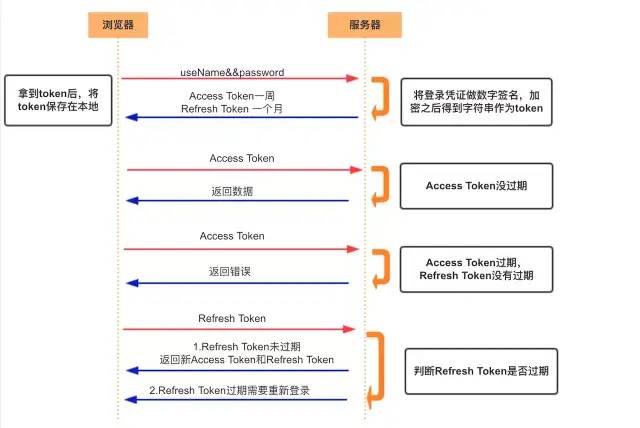 浏览器
服务器
useName&&password
拿到token后，将
token保存在本地
Access Token一周
Refresh Token 一个月
将登录凭证做数字签名，加
密之后得到字符串作为token
Access Token
返回数据
Access Token没过期
Access Token
返回错误
Access Token过期，
Refresh Token没有过期
Refresh Token
1.Refresh Token未过期
返回新Access Token和Refresh Token
判断Refresh Token是否过期
2.Refresh Token过期需要重新登录